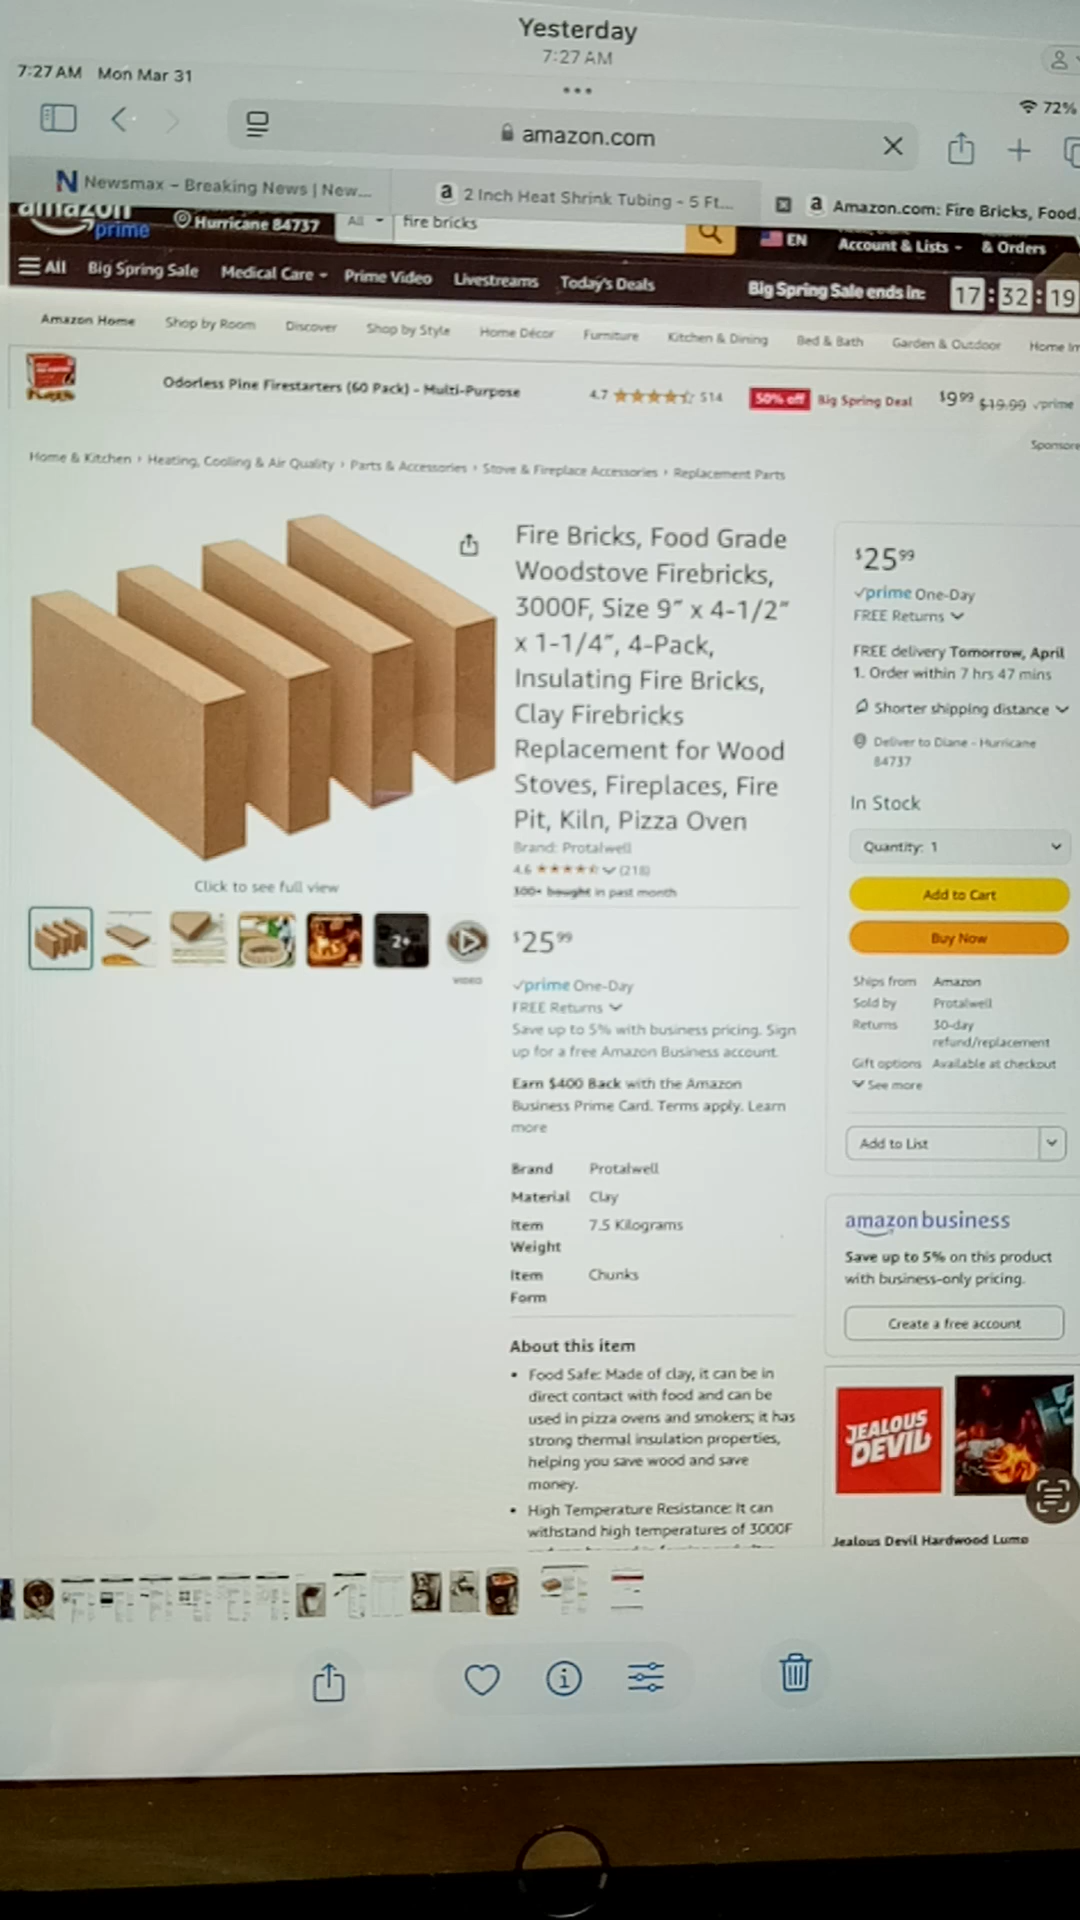 Yesterday
7:27 AM
7:27 AM Mon Mar 31
72%
amazon.com
Newsmax – Breaking News | New...
2 Inch Heat Shrink Tubing - 5 Ft...
Amazon.com: Fire Bricks, Food
amazon prime
Hurricane 84737
All
fire bricks
EN
Account & Lists
& Orders
All
Big Spring Sale
Medical Care
Prime Video
Livestreams
Today's Deals
Big Spring Sale ends in:
17 : 32 : 19
Amazon Home
Shop by Room
Discover
Shop by Style
Home Décor
Furniture
Kitchen & Dining
Bed & Bath
Garden & Outdoor
Home Im
Odorless Pine Firestarters (60 Pack) - Multi-Purpose
4.7
514
50% off
Big Spring Deal
$9⁹⁹ $19.99 prime
Sponsore
Home & Kitchen › Heating, Cooling & Air Quality › Parts & Accessories › Stove & Fireplace Accessories › Replacement Parts
Fire Bricks, Food Grade
Woodstove Firebricks,
3000F, Size 9” x 4-1/2”
x 1-1/4”, 4-Pack,
Insulating Fire Bricks,
Clay Firebricks
Replacement for Wood
Stoves, Fireplaces, Fire
Pit, Kiln, Pizza Oven
Brand: Protalwell
4.6
(218)
300+ bought in past month
Click to see full view
2+
VIDEO
$25⁹⁹
prime One-Day
FREE Returns
Save up to 5% with business pricing. Sign
up for a free Amazon Business account.
Earn $400 Back with the Amazon
Business Prime Card. Terms apply. Learn
more
Brand Protalwell
Material Clay
Item Weight 7.5 Kilograms
Item Form Chunks
About this item
• Food Safe: Made of clay, it can be in
direct contact with food and can be
used in pizza ovens and smokers; it has
strong thermal insulation properties,
helping you save wood and save
money.
• High Temperature Resistance: It can
withstand high temperatures of 3000F
$25⁹⁹
prime One-Day
FREE Returns
FREE delivery Tomorrow, April
1. Order within 7 hrs 47 mins
Shorter shipping distance
Deliver to Diane - Hurricane
84737
In Stock
Quantity: 1
Add to Cart
Buy Now
Ships from Amazon
Sold by Protalwell
Returns 30-day
refund/replacement
Gift options Available at checkout
See more
Add to List
amazon business
Save up to 5% on this product
with business-only pricing.
Create a free account
JEALOUS
DEVIL
Jealous Devil Hardwood Lump